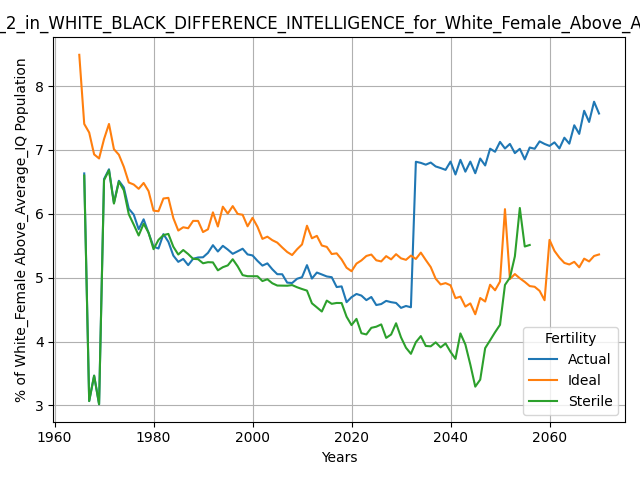 _2_in_WHITE_BLACK_DIFFERENCE_INTELLIGENCE_for_White_Female_Above_A
% of White_Female Above_Average_IQ Population
8
7
6
5
4
3
1960 1980 2000 2020 2040 2060
Years
Fertility
Actual
Ideal
Sterile